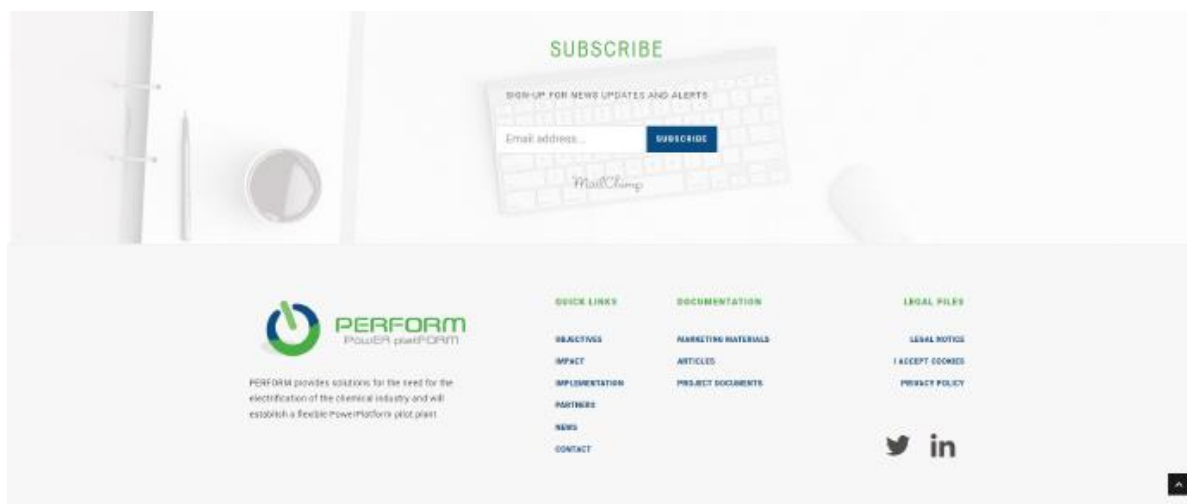 SUBSCRIBE
SIGN-UP FOR NEWS UPDATES AND ALERTS
Email address...
SUBSCRIBE
MailChimp
PERFORM
PowER platFORM
PERFORM provides solutions for the need for the
electrification of the chemical industry and will
establish a flexible PowerPlatform pilot plant
QUICK LINKS
OBJECTIVES
IMPACT
IMPLEMENTATION
PARTNERS
NEWS
CONTACT
DOCUMENTATION
MARKETING MATERIALS
ARTICLES
PROJECT DOCUMENTS
LEGAL FILES
LEGAL NOTICE
I ACCEPT COOKIES
PRIVACY POLICY